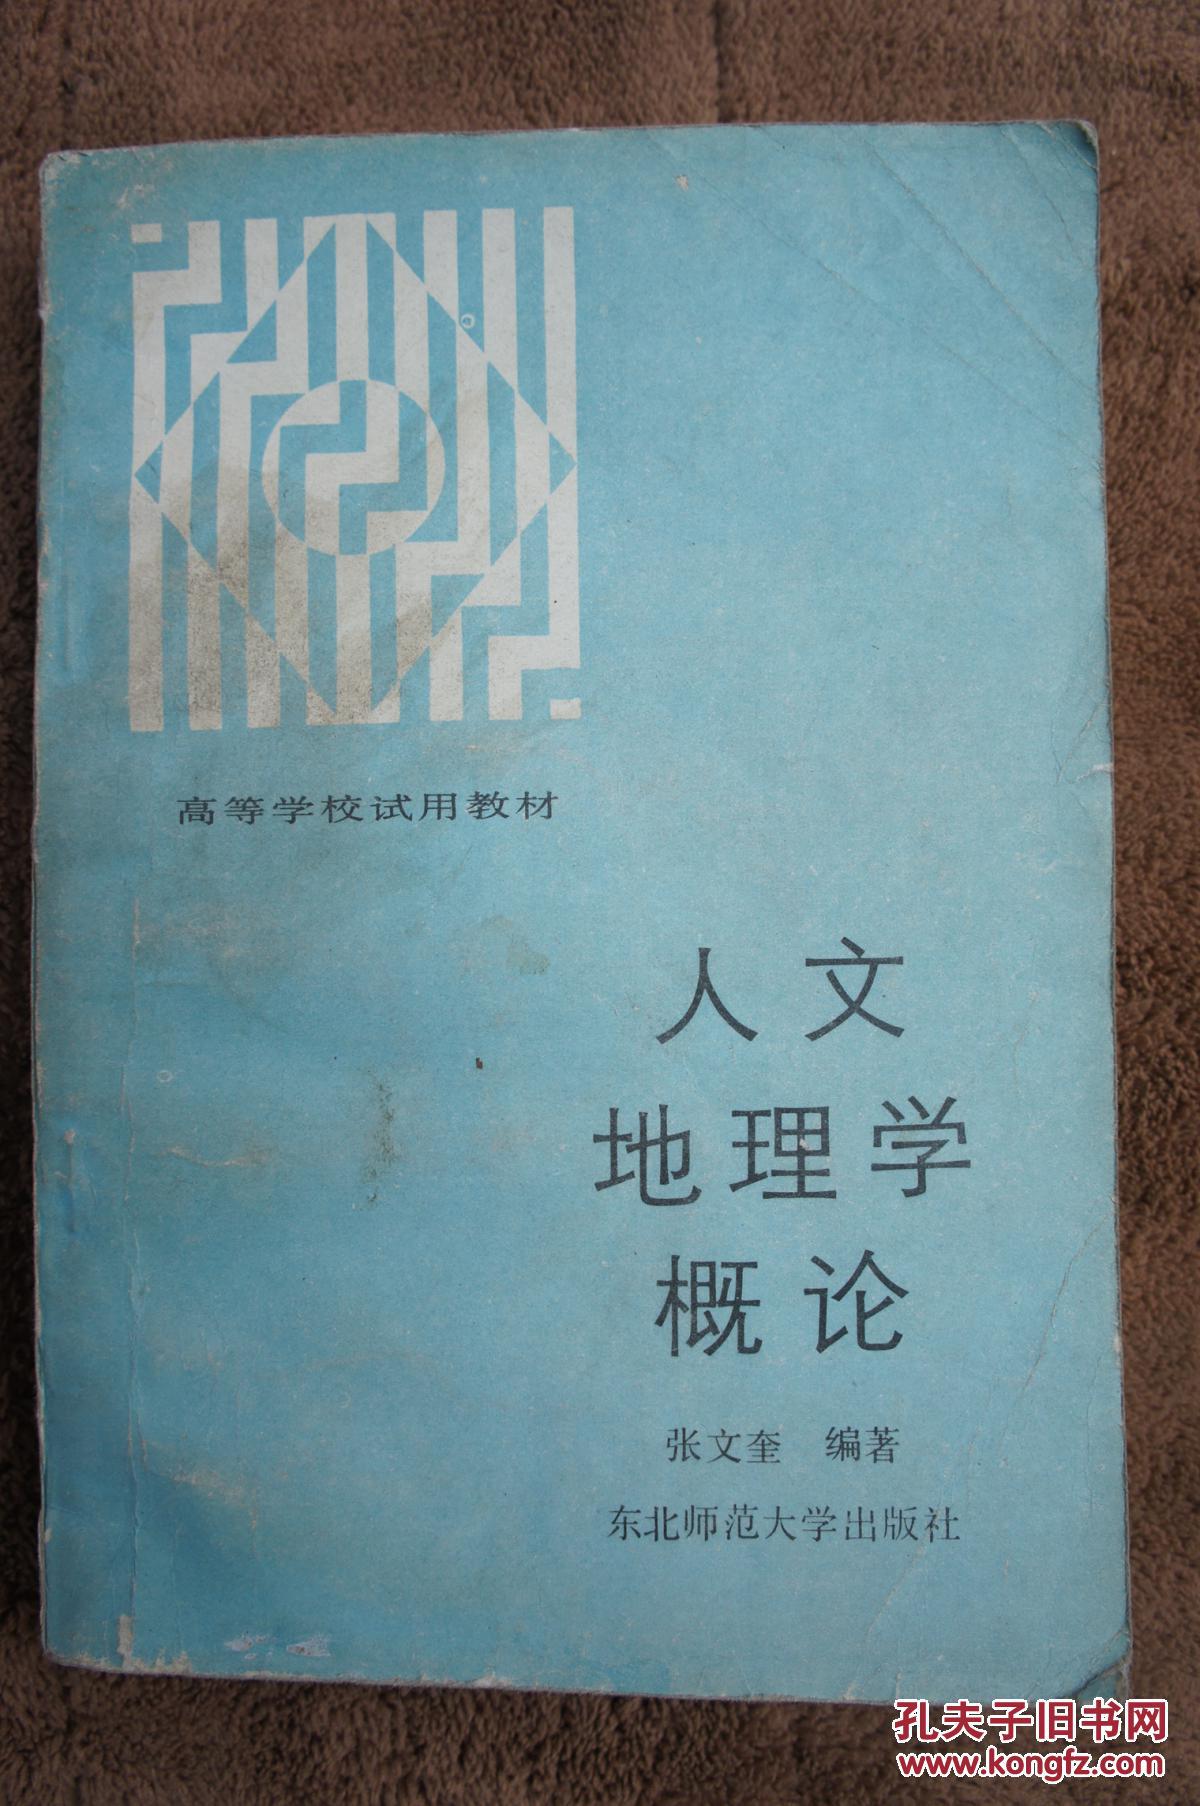 高等学校试用教材
人文
地理学
概论
张文奎 编著
东北师范大学出版社
孔夫子旧书网
www.kongfz.com